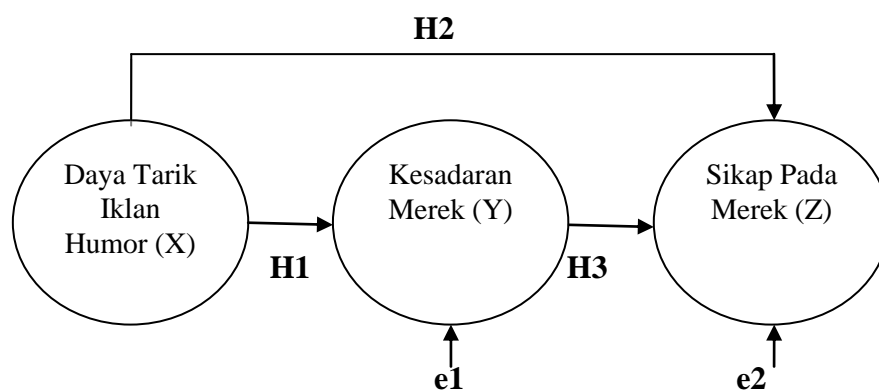 H2
Daya Tarik
Iklan
Humor (X)
H1
Kesadaran
Merek (Y)
H3
Sikap Pada
Merek (Z)
e1
e2